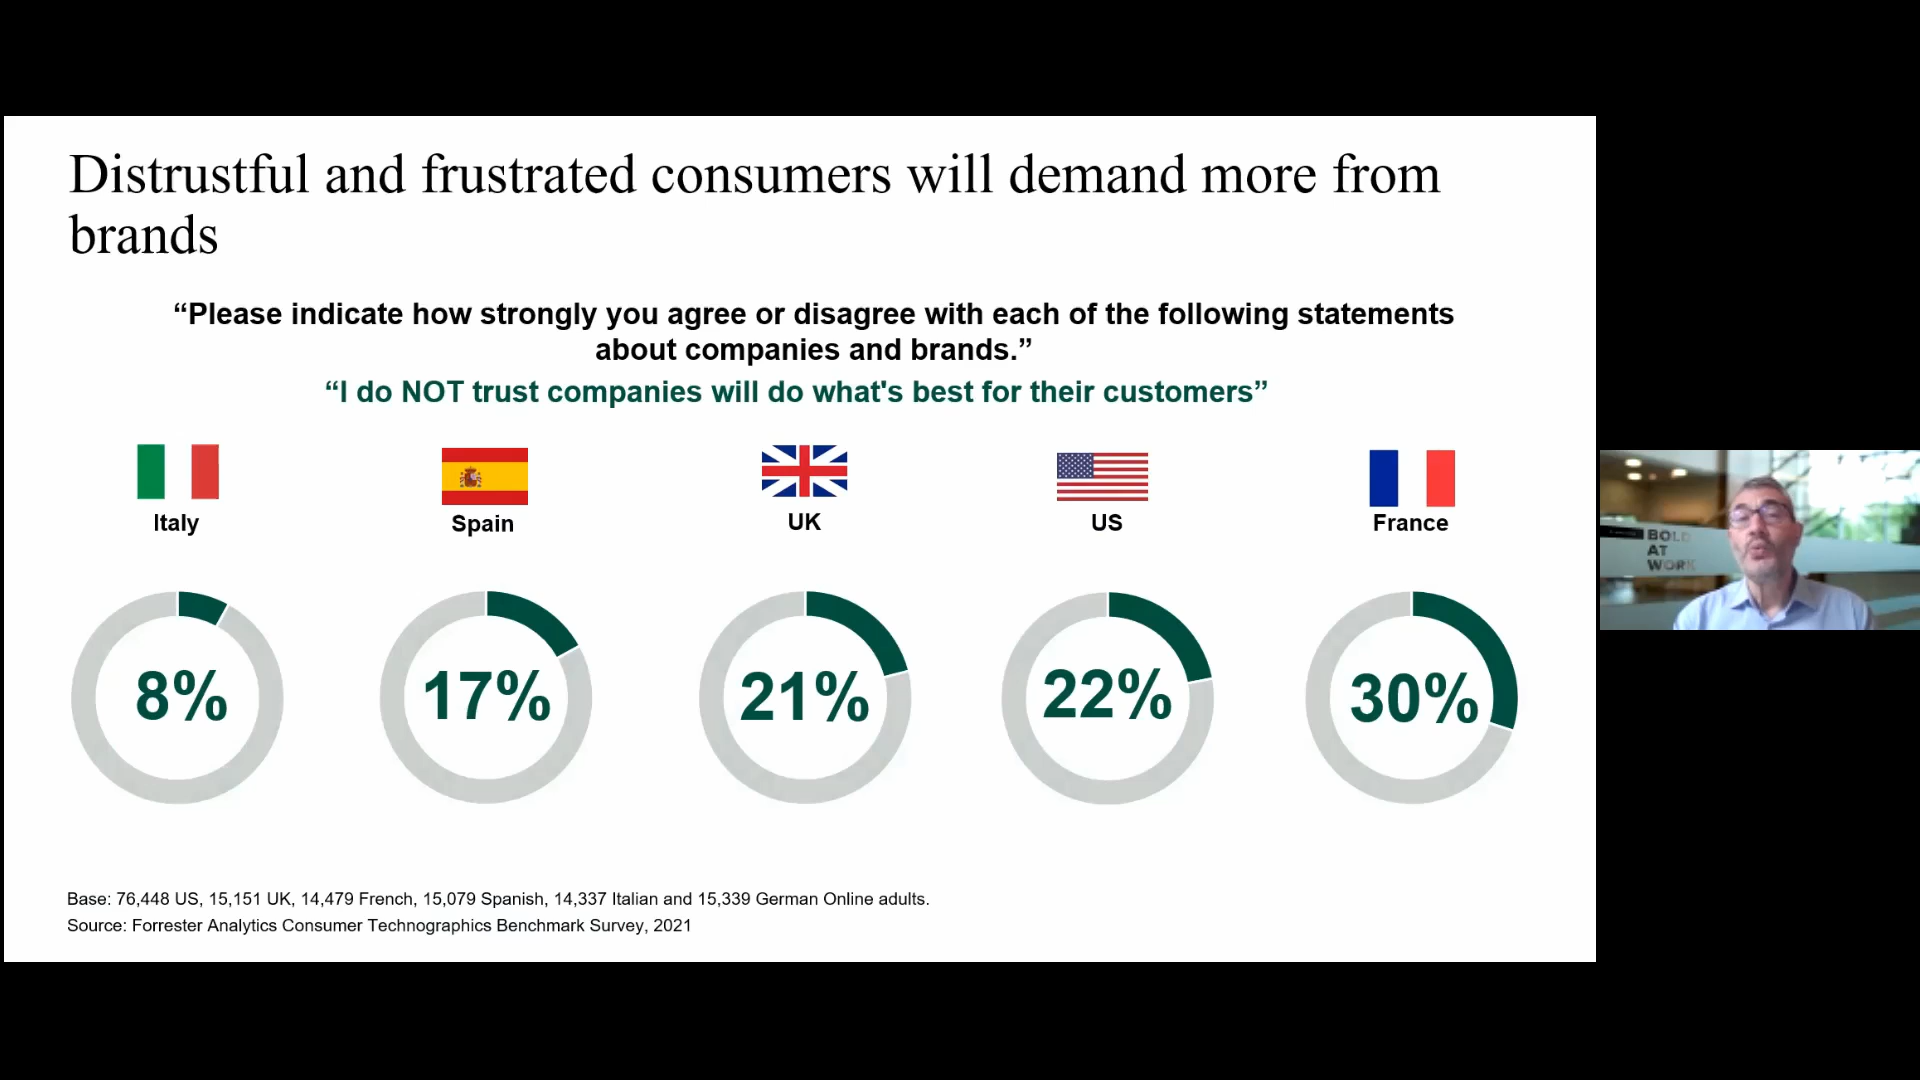 Distrustful and frustrated consumers will demand more from
brands
“Please indicate how strongly you agree or disagree with each of the following statements
about companies and brands.”
“I do NOT trust companies will do what's best for their customers”
Italy
Spain
UK
US
France
8%
17%
21%
22%
30%
Base: 76,448 US, 15,151 UK, 14,479 French, 15,079 Spanish, 14,337 Italian and 15,339 German Online adults.
Source: Forrester Analytics Consumer Technographics Benchmark Survey, 2021
BOLD
AT
WORK